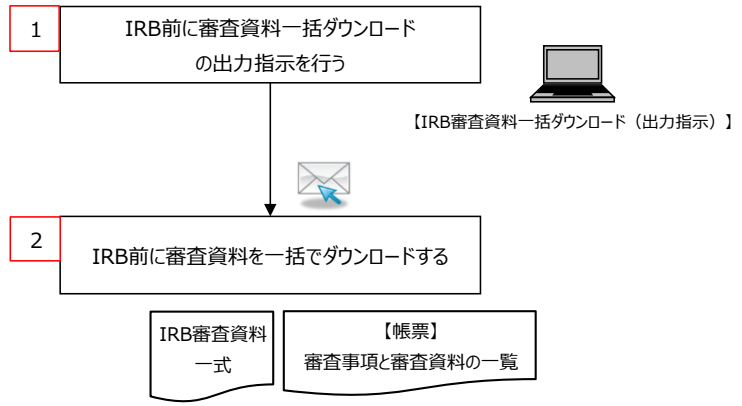 1
IRB前に審査資料一括ダウンロード
の出力指示を行う
【IRB審査資料一括ダウンロード（出力指示）】
2
IRB前に審査資料を一括でダウンロードする
IRB審査資料
一式
【帳票】
審査事項と審査資料の一覧